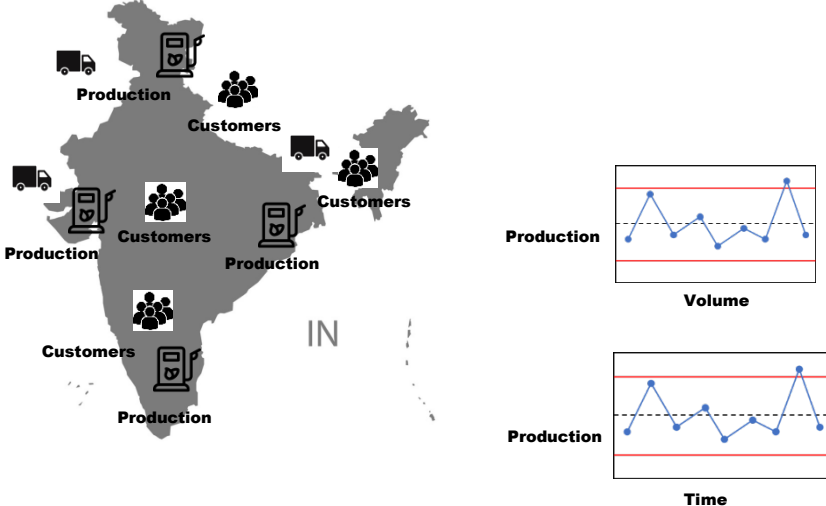 Production
Customers
Customers
Customers
Production
Production
IN
Customers
Production
Production
Volume
Production
Time